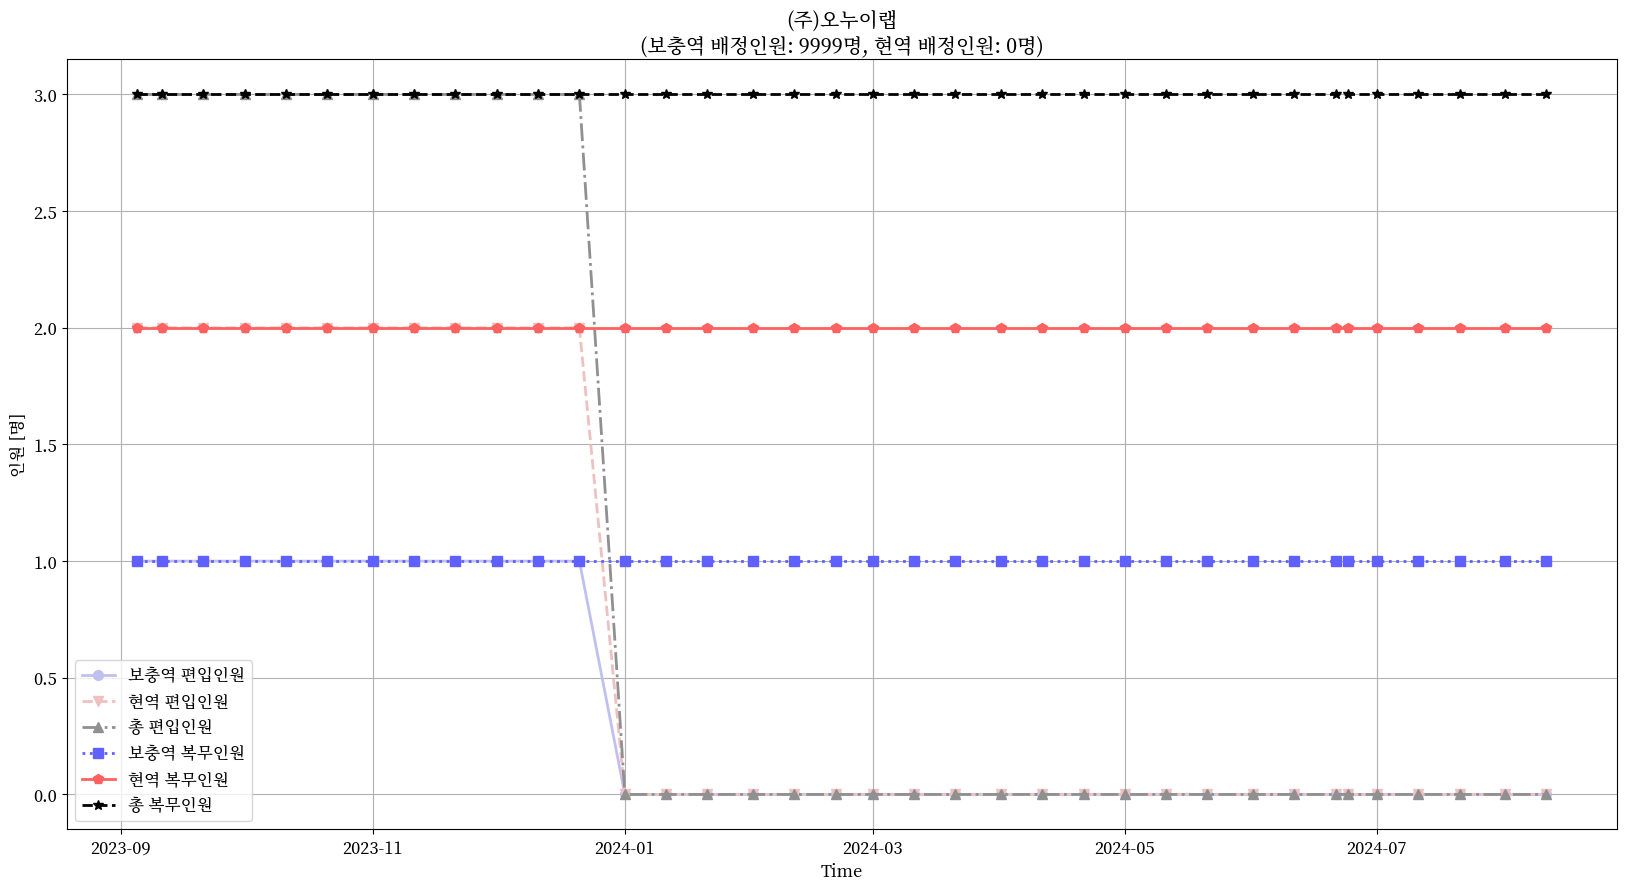 (주)오누이랩
(보충역 배정인원: 9999명, 현역 배정인원: 0명)
인원 [명]
3.0
2.5
2.0
1.5
1.0
0.5
0.0
보충역 편입인원
현역 편입인원
총 편입인원
보충역 복무인원
현역 복무인원
총 복무인원
2023-09
2023-11
2024-01
2024-03
2024-05
2024-07
Time